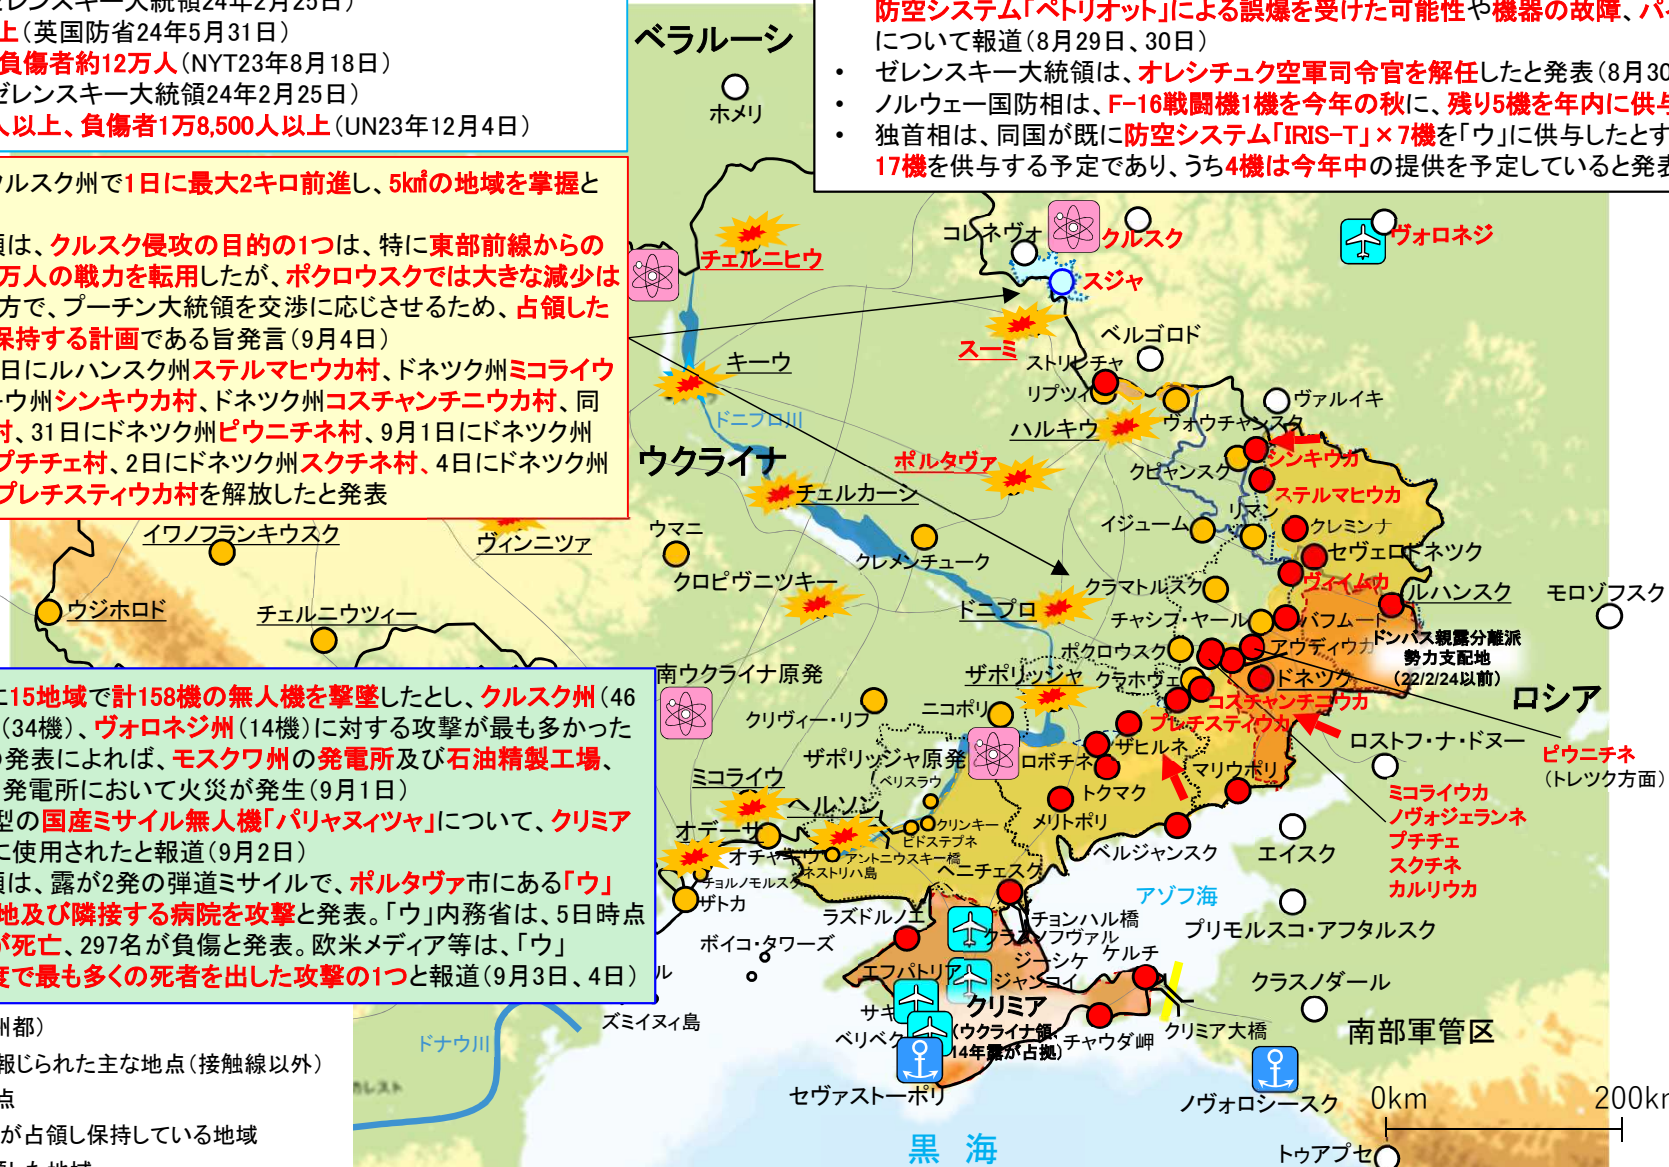 ゼレンスキー大統領24年2月25日）
上（英国防省24年5月31日）
負傷者約12万人（NYT23年8月18日）
ゼレンスキー大統領24年2月25日）
人以上、負傷者1万8,500人以上（UN23年12月4日）
防空システム「ペトリオット」による誤爆を受けた可能性や機器の故障、パ
について報道（8月29日、30日）
• ゼレンスキー大統領は、オレシチュク空軍司令官を解任したと発表（8月30
• ノルウェー国防相は、F-16戦闘機1機を今年の秋に、残り5機を年内に供与
• 独首相は、同国が既に防空システム「IRIS-T」×7機を「ウ」に供与したとす
17機を供与する予定であり、うち4機は今年中の提供を予定していると発表
クルスク州で1日に最大2キロ前進し、5㎢の地域を掌握と
領は、クルスク侵攻の目的の1つは、特に東部前線からの
万人の戦力を転用したが、ポクロウスクでは大きな減少は
方で、プーチン大統領を交渉に応じさせるため、占領した
保持する計画である旨発言（9月4日）
日にルハンスク州ステルマヒウカ村、ドネツク州ミコライウ
ウ州シンキウカ村、ドネツク州コスチャンチニウカ村、同
村、31日にドネツク州ピウニチネ村、9月1日にドネツク州
プチチェ村、2日にドネツク州スクチネ村、4日にドネツク州
プレチスティウカ村を解放したと発表
に15地域で計158機の無人機を撃墜したとし、クルスク州（46
（34機）、ヴォロネジ州（14機）に対する攻撃が最も多かった
の発表によれば、モスクワ州の発電所及び石油精製工場、
発電所において火災が発生（9月1日）
型の国産ミサイル無人機「パリャヌィツャ」について、クリミア
に使用されたと報道（9月2日）
領は、露が2発の弾道ミサイルで、ポルタヴァ市にある「ウ」
地及び隣接する病院を攻撃と発表。「ウ」内務省は、5日時点
が死亡、297名が負傷と発表。欧米メディア等は、「ウ」
度で最も多くの死者を出した攻撃の1つと報道（9月3日、4日）
州都）
報じられた主な地点（接触線以外）
点
が占領し保持している地域
した地域
ベラルーシ
ホメリ
チェルニヒウ
コレネヴォ
クルスク
スジャ
ヴォロネジ
スーミ
ベルゴロド
ストリレチャ
リプツィ
キーウ
ドニプロ川
ヴァルイキ
ヴォウチャンスク
ハルキウ
シンキウカ
クピャンスク
ウクライナ
ポルタヴァ
ステルマヒウカ
チェルカーシ
リマン
イジューム
クレミンナ
イワノフランキウスク
ヴィンニツァ
ウマニ
クレメンチューク
セヴェロドネツク
クロピヴニツキー
クラマトルスク
ヴィイムカ
ルハンスク
モロゾフスク
ウジホロド
チェルニウツィー
ドニプロ
チャシブ・ヤール
バフムート
ポクロウスク
アウディウカ
ドンバス親露分離派
勢力支配地
（22/2/24以前）
南ウクライナ原発
ザポリッジャ
クラホヴェ
ドネツク
ロシア
コスチャンチニウカ
クリヴィー・リフ
ニコポリ
プレチスティウカ
ザポリッジャ原発
ロボチネ
ザヒルネ
ロストフ・ナ・ドヌー
ピウニチネ
（トレツク方面）
ミコライウ
ベリスラウ
マリウポリ
ミコライウカ
ノヴォジェランネ
プチチェ
スクチネ
カルリウカ
ヘルソン
トクマク
オデーサ
クリンキー
メリトポリ
ピドステプネ
オチャキウ
アントニウスキー橋
ベルジャンスク
エイスク
ネストリハ島
ヘニチェスク
チョルノモルスク
ザトカ
アゾフ海
ラズドルノエ
チョンハル橋
プリモルスコ・アフタルスク
ボイコ・タワーズ
クラスノフヴァル
ジーシケ
ケルチ
エフパトリア
ジャンコイ
クラスノダール
ル
サキ
クリミア
（ウクライナ領、
14年露が占拠）
ズミイヌィ島
ベリベク
チャウダ岬
クリミア大橋
南部軍管区
ドナウ川
カレスト
セヴァストーポリ
ノヴォロシースク
0km
200km
黒 海
トゥアプセ